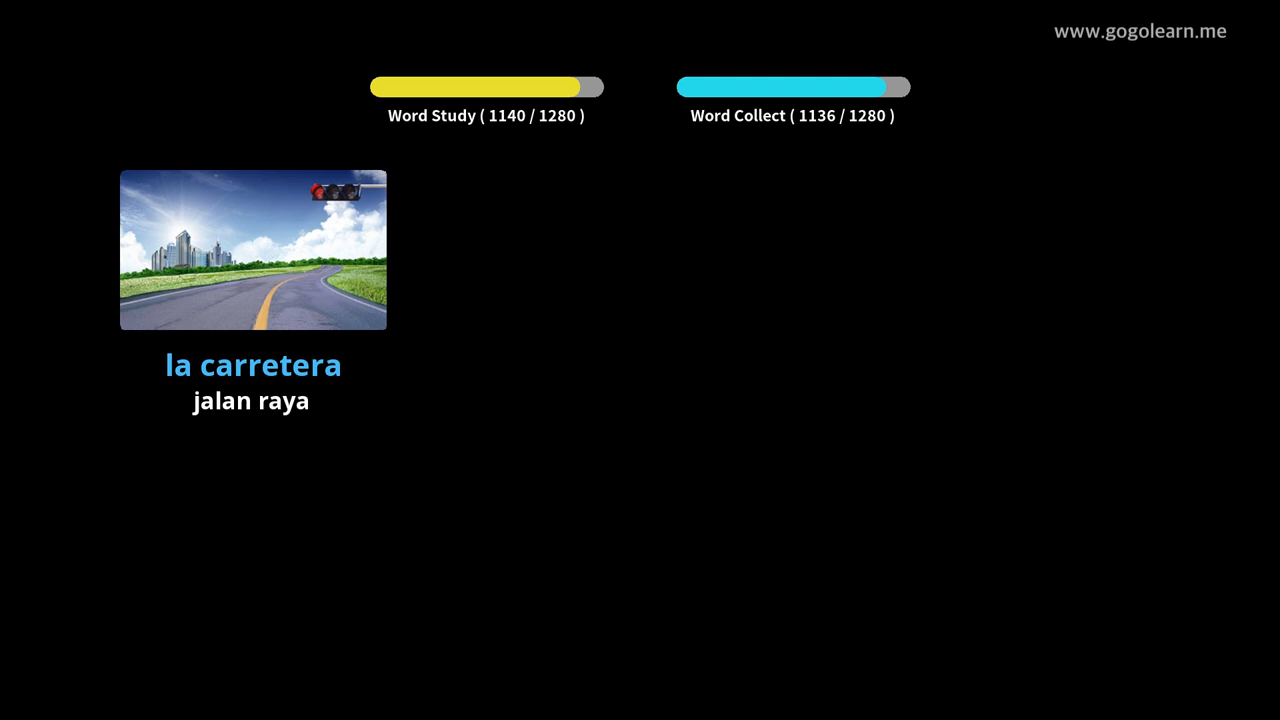 www.gogolearn.me
Word Study ( 1140 / 1280 )
Word Collect ( 1136 / 1280 )
la carretera
jalan raya